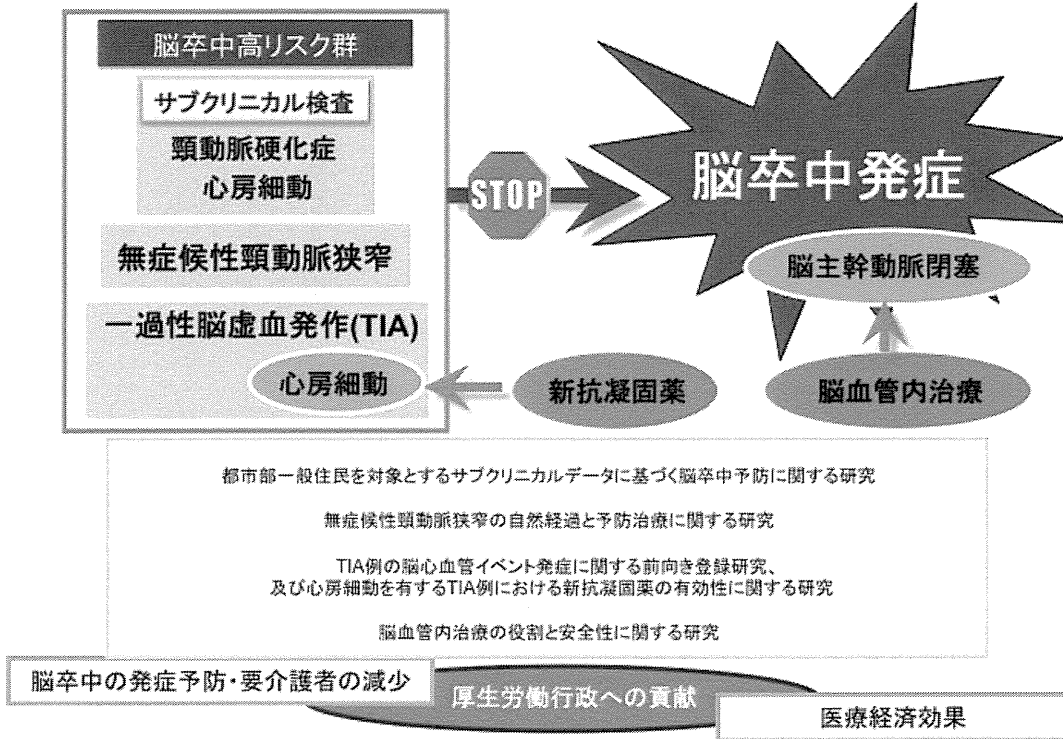 脳卒中高リスク群
サブクリニカル検査
頸動脈硬化症
心房細動
無症候性頸動脈狭窄
一過性脳虚血発作(TIA)
心房細動
STOP
脳卒中発症
脳主幹動脈閉塞
新抗凝固薬
脳血管内治療
都市部一般住民を対象とするサブクリニカルデータに基づく脳卒中予防に関する研究
無症候性頸動脈狭窄の自然経過と予防治療に関する研究
TIA例の脳心血管イベント発症に関する前向き登録研究、
及び心房細動を有するTIA例における新抗凝固薬の有効性に関する研究
脳血管内治療の役割と安全性に関する研究
脳卒中の発症予防・要介護者の減少
厚生労働行政への貢献
医療経済効果